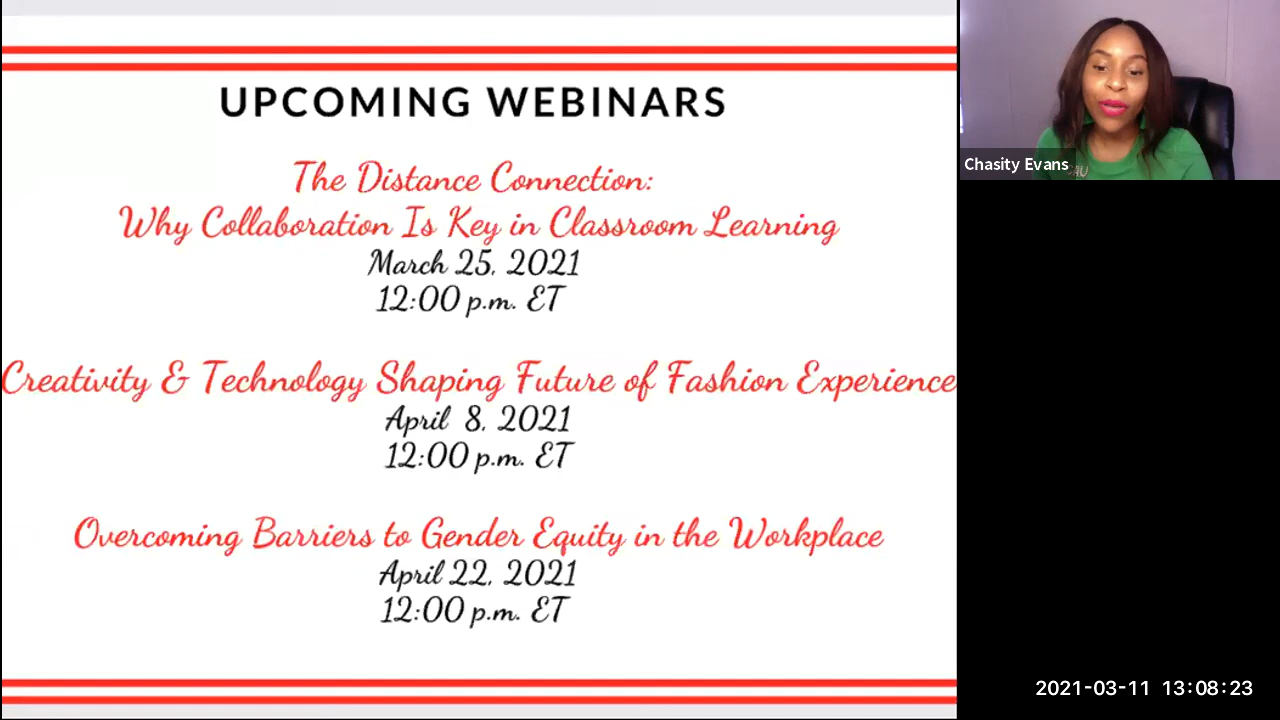 UPCOMING WEBINARS
The Distance Connection:
Why Collaboration Is Key in Classroom Learning
March 25, 2021
12:00 p.m. ET
Creativity & Technology Shaping Future of Fashion Experience
April 8, 2021
12:00 p.m. ET
Overcoming Barriers to Gender Equity in the Workplace
April 22, 2021
12:00 p.m. ET
Chasity Evans
2021-03-11 13:08:23